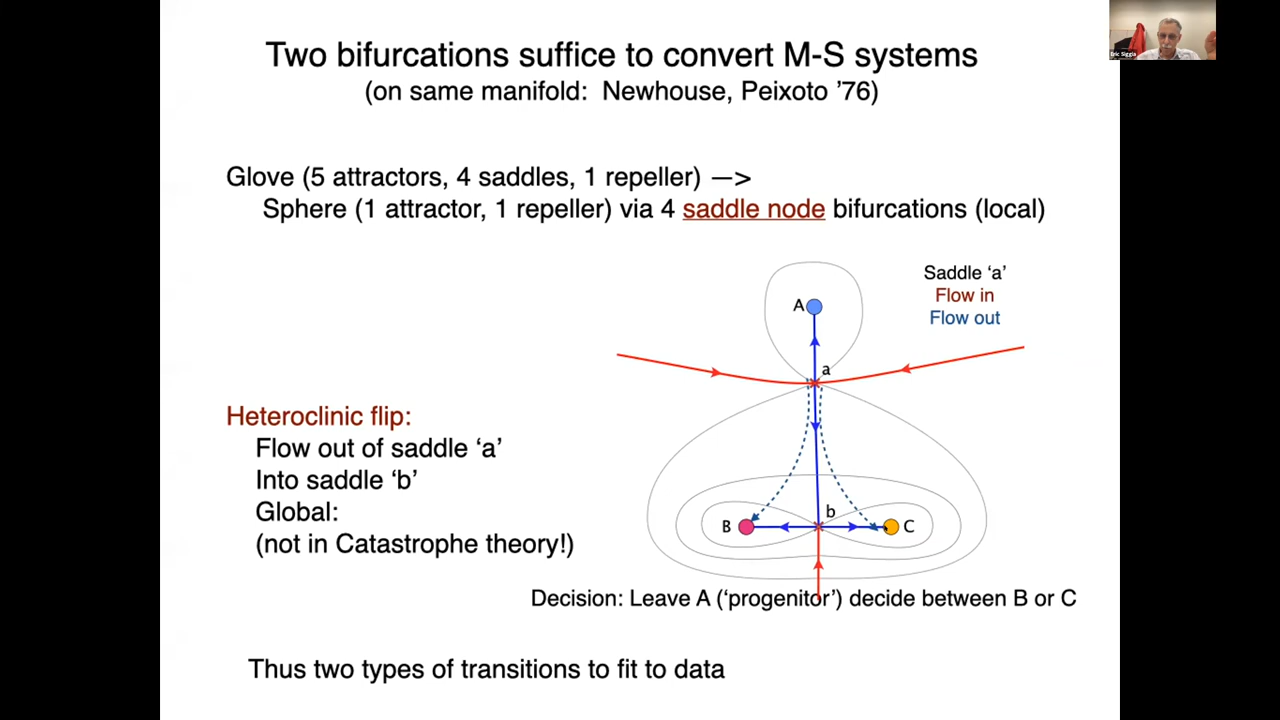 Two bifurcations suffice to convert M-S systems
(on same manifold: Newhouse, Peixoto ’76)
Eric Siggia
Glove (5 attractors, 4 saddles, 1 repeller) —>
Sphere (1 attractor, 1 repeller) via 4 saddle node bifurcations (local)
Saddle ‘a’
Flow in
Flow out
A
a
Heteroclinic flip:
Flow out of saddle ‘a’
Into saddle ‘b’
Global:
(not in Catastrophe theory!)
b
B
C
Decision: Leave A (‘progenitor’) decide between B or C
Thus two types of transitions to fit to data